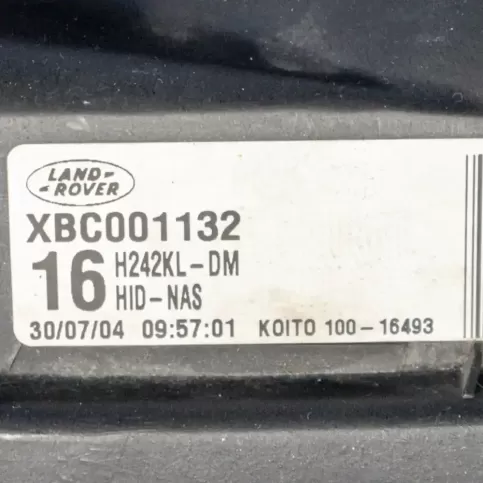 LAND-
-ROVER
XBC001132
16 H242KL-DM
HID-NAS
30/07/04 09:57:01 KOITO 100-16493